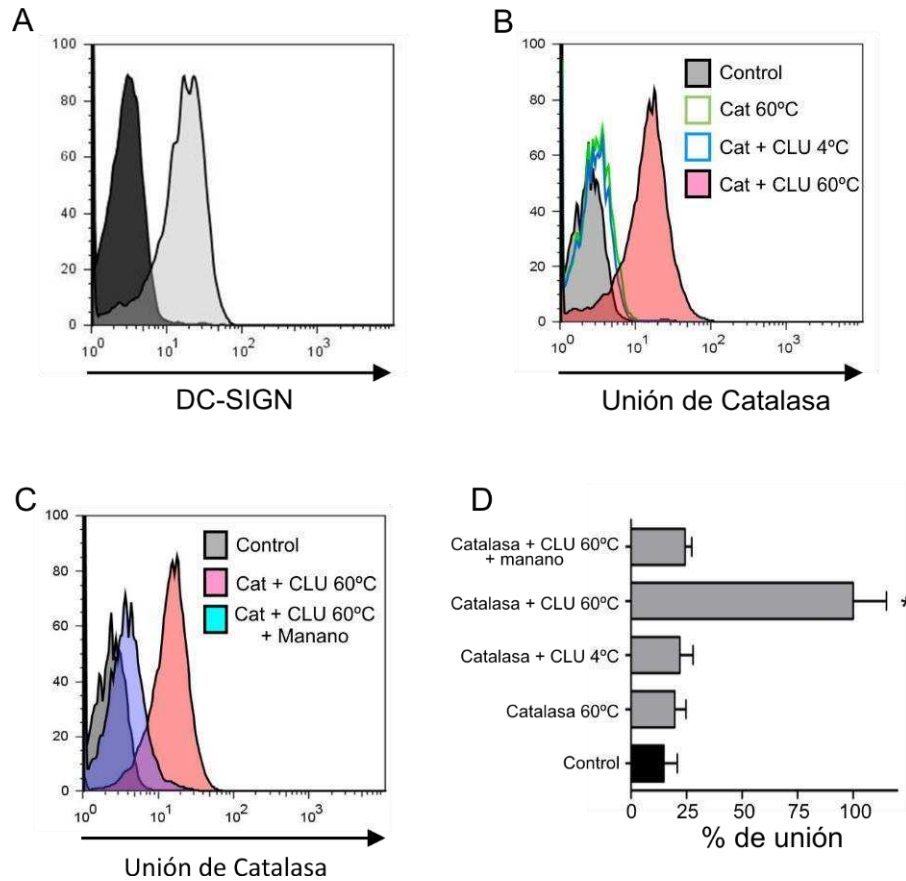 A
100
80
60
40
20
0
10⁰
10¹
10²
10³
DC-SIGN
B
100
80
60
40
20
0
Control
Cat 60ºC
Cat + CLU 4ºC
Cat + CLU 60ºC
10⁰
10¹
10²
10³
Unión de Catalasa
C
100
80
60
40
20
0
Control
Cat + CLU 60ºC
Cat + CLU 60ºC
+ Manano
10⁰
10¹
10²
10³
Unión de Catalasa
D
Catalasa + CLU 60ºC
+ manano
Catalasa + CLU 60ºC
*
Catalasa + CLU 4ºC
Catalasa 60ºC
Control
0
25
50
75
100
% de unión